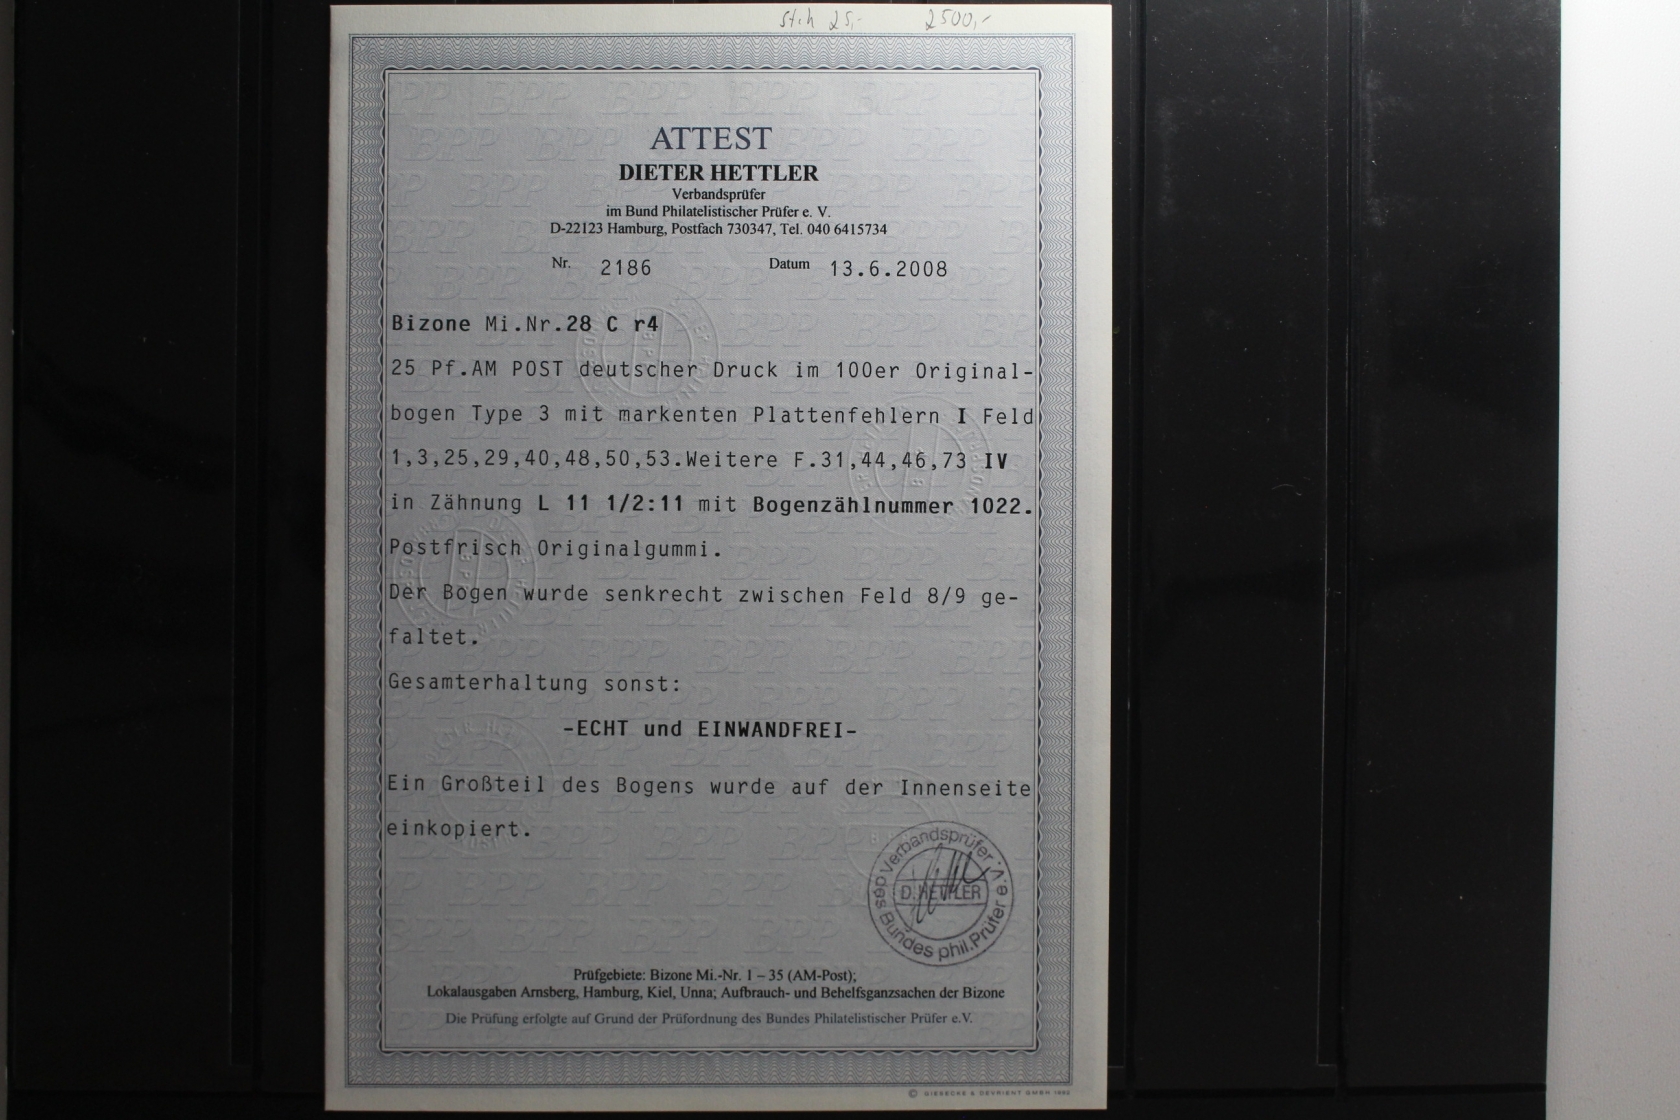 Stch 25,- 2500,-
ATTEST
DIETER HETTLER
Verbandsprüfer
im Bund Philatelistischer Prüfer e. V.
D-22123 Hamburg, Postfach 730347, Tel. 040 6415734
Nr. 2186 Datum 13.6.2008
Bizone Mi.Nr.28 C r4
25 Pf.AM POST deutscher Druck im 100er Original-
bogen Type 3 mit markenten Plattenfehlern I Feld
1,3,25,29,40,48,50,53.Weitere F.31,44,46,73 IV
in Zähnung L 11 1/2:11 mit Bogenzählnummer 1022.
Postfrisch Originalgummi.
Der Bogen wurde senkrecht zwischen Feld 8/9 ge-
faltet.
Gesamterhaltung sonst:
-ECHT und EINWANDFREI-
Ein Großteil des Bogens wurde auf der Innenseite
einkopiert.
Verbandsprüfer
D. HETTLER
des Bundes phil. Prüfer e.V.
Prüfgebiete: Bizone Mi.-Nr. 1 – 35 (AM-Post);
Lokalausgaben Arnsberg, Hamburg, Kiel, Unna; Aufbrauch- und Behelfsganzsachen der Bizone
Die Prüfung erfolgte auf Grund der Prüfordnung des Bundes Philatelistischer Prüfer e.V.
© GIESECKE & DEVRIENT GMBH 1992